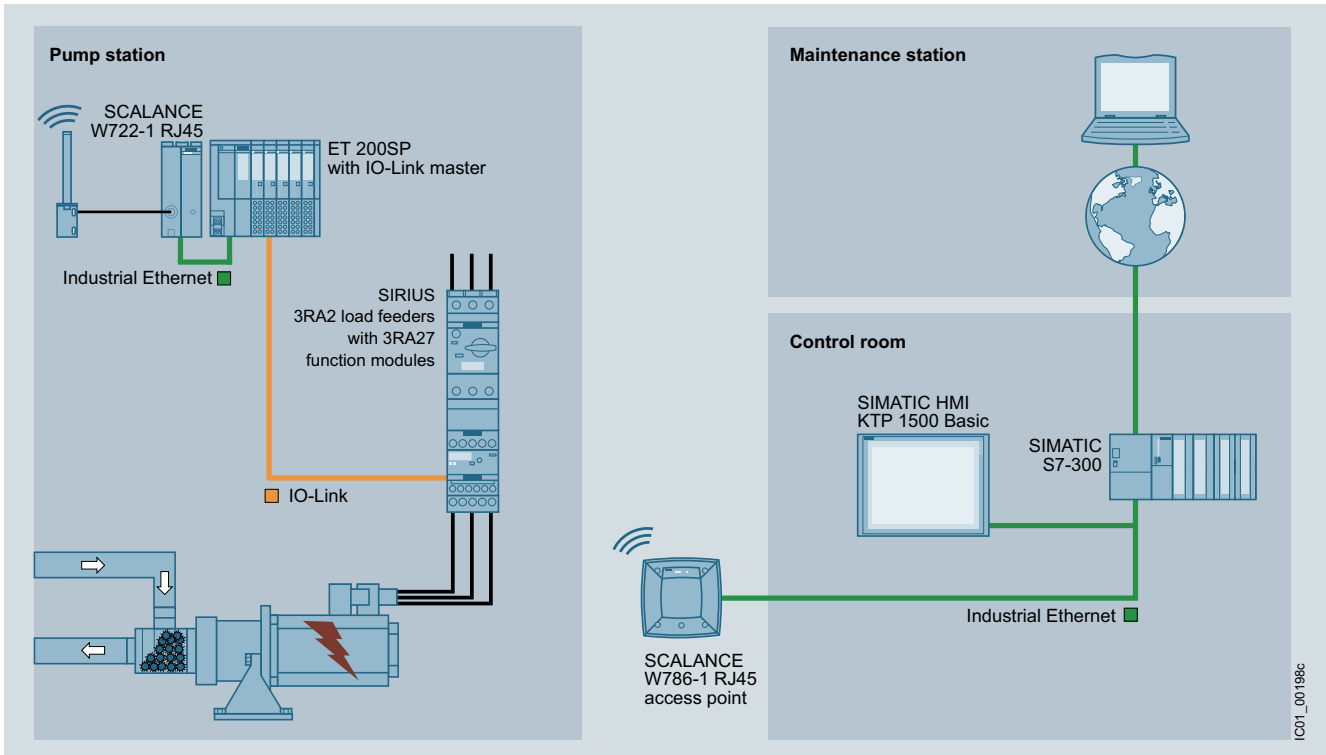 Pump station
SCALANCE
W722-1 RJ45
ET 200SP
with IO-Link master
Industrial Ethernet
SIRIUS
3RA2 load feeders
with 3RA27
function modules
IO-Link
Maintenance station
Control room
SIMATIC HMI
KTP 1500 Basic
SIMATIC
S7-300
Industrial Ethernet
SCALANCE
W786-1 RJ45
access point
IC01_00198c